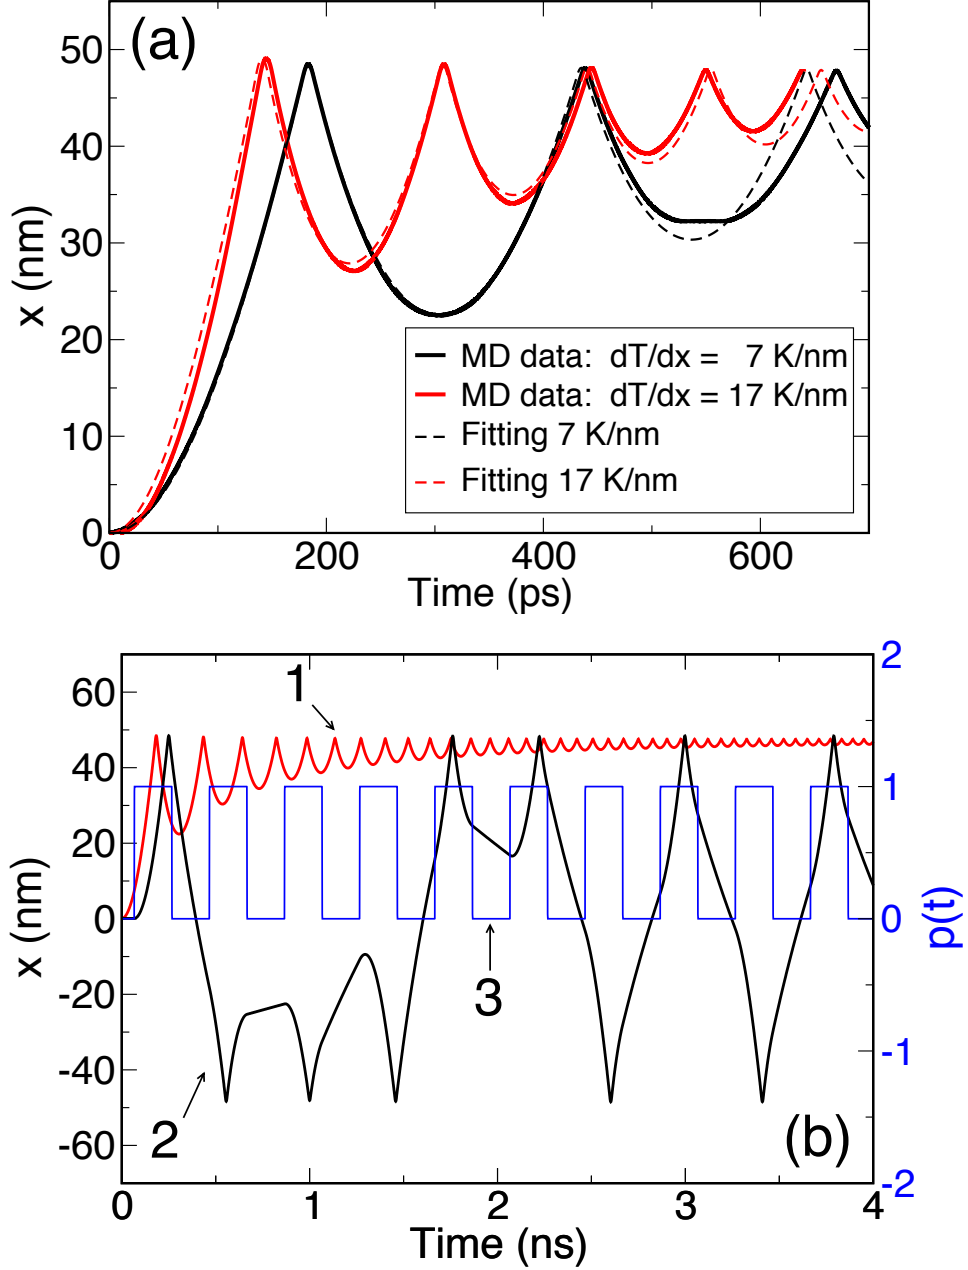 (a)
50
40
30
20
10
0
x (nm)
MD data: dT/dx = 7 K/nm
MD data: dT/dx = 17 K/nm
Fitting 7 K/nm
Fitting 17 K/nm
0 200 400 600
Time (ps)
60
40
20
0
-20
-40
-60
x (nm)
1
2
3
(b)
2
1
0
-1
-2
p(t)
0 1 2 3 4
Time (ns)